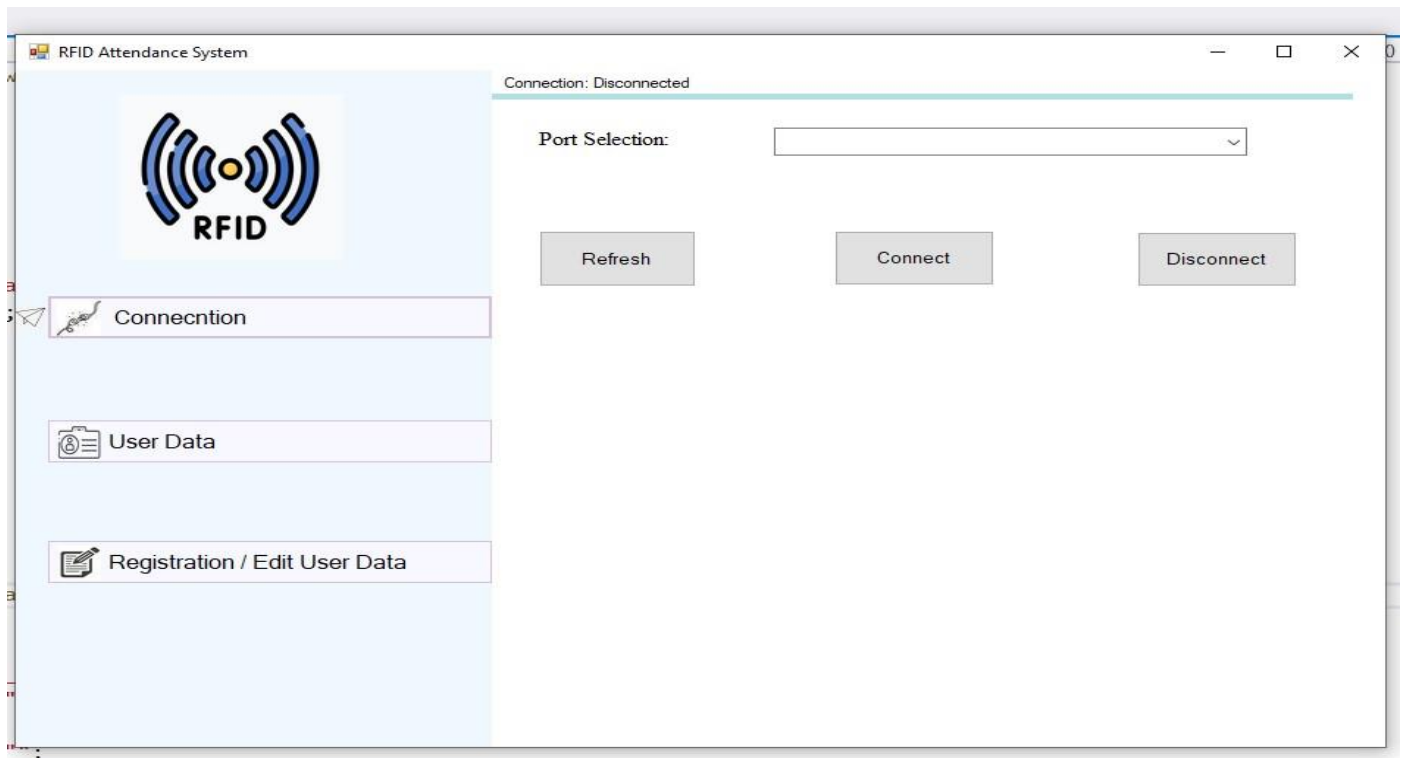 RFID Attendance System
Connection: Disconnected
Port Selection:
RFID
Refresh
Connect
Disconnect
Connecntion
User Data
Registration / Edit User Data